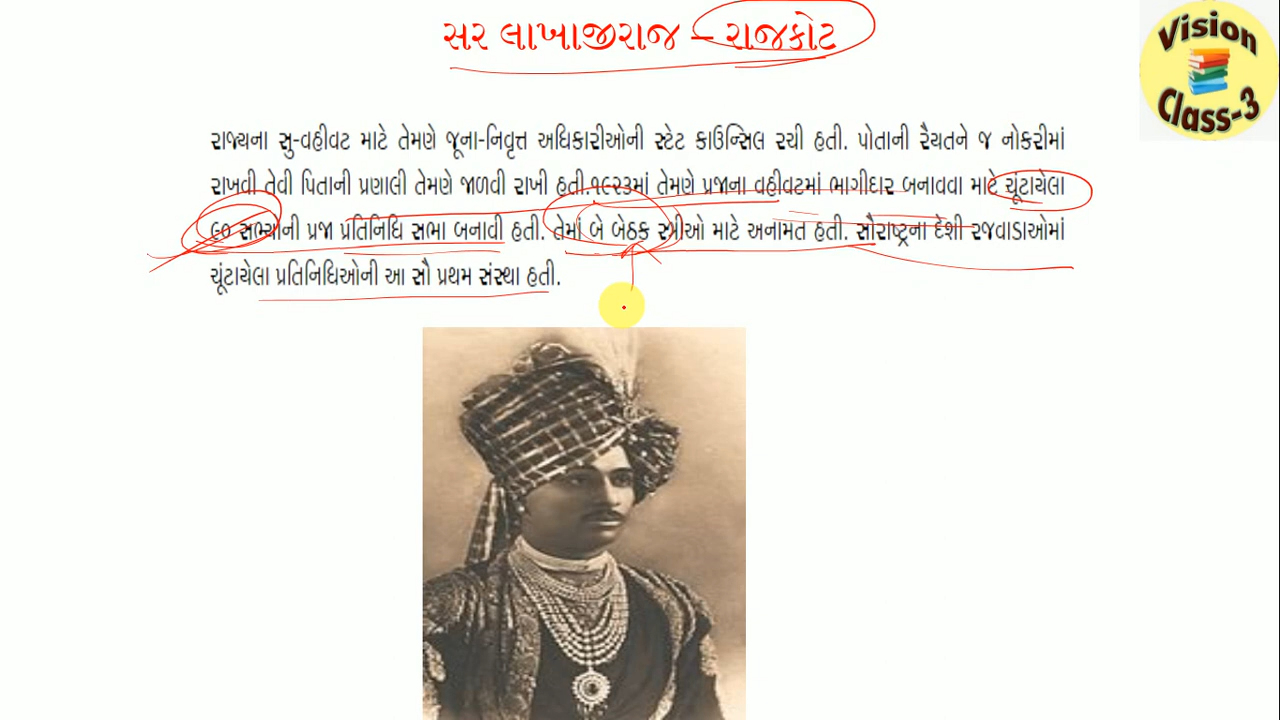 સર લાખાજીરાજ – રાજકોટ
Vision
Class-3
રાજ્યના સુ-વહીવટ માટે તેમણે જૂના-નિવૃત્ત અધિકારીઓની સ્ટેટ કાઉન્સિલ રચી હતી. પોતાની રૈયતને જ નોકરીમાં
રાખવી તેવી પિતાની પ્રણાલી તેમણે જાળવી રાખી હતી.૧૯૨૩માં તેમણે પ્રજાના વહીવટમાં ભાગીદાર બનાવવા માટે ચૂંટાયેલા
૯૦ સભ્યોની પ્રજા પ્રતિનિધિ સભા બનાવી હતી. તેમાં બે બેઠક સ્ત્રીઓ માટે અનામત હતી. સૌરાષ્ટ્રના દેશી રજવાડાઓમાં
ચૂંટાયેલા પ્રતિનિધિઓની આ સૌ પ્રથમ સંસ્થા હતી.